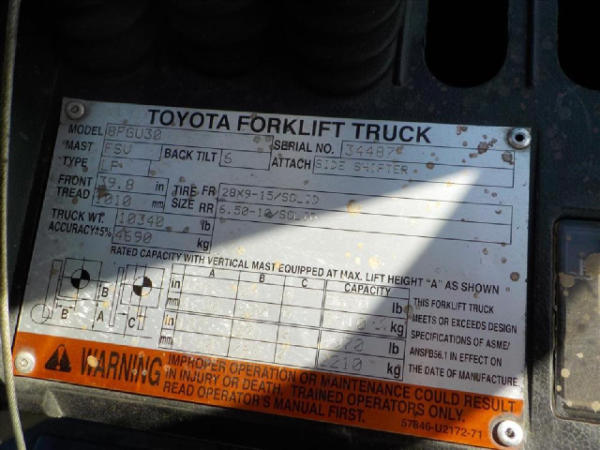 TOYOTA FORKLIFT TRUCK
MODEL 8FGU30 SERIAL NO. 34487
MAST FSV BACK TILT 6 ATTACH SIDE SHIFTER
TYPE LP
FRONT TREAD 39.8 in TIRE FR 28X9-15/SOLID
1010 mm SIZE RR 6.50-10/SOLID
TRUCK WT. 10340 lb
ACCURACY±5% 4690 kg
RATED CAPACITY WITH VERTICAL MAST EQUIPPED AT MAX. LIFT HEIGHT "A" AS SHOWN
A B C CAPACITY
in lb THIS FORKLIFT TRUCK
mm kg MEETS OR EXCEEDS DESIGN
in lb SPECIFICATIONS OF ASME/
mm kg ANSI B56.1 IN EFFECT ON
THE DATE OF MANUFACTURE
B A C
WARNING
IMPROPER OPERATION OR MAINTENANCE COULD RESULT
IN INJURY OR DEATH. TRAINED OPERATORS ONLY.
READ OPERATOR'S MANUAL FIRST.
57846-U2172-71